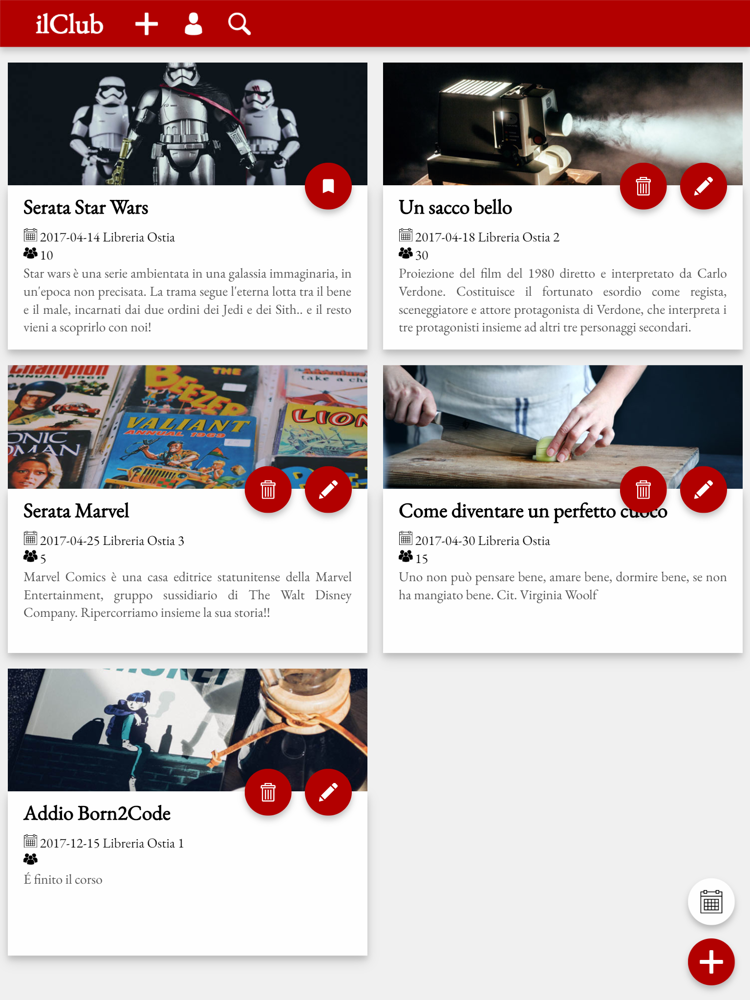 ilClub
Serata Star Wars
2017-04-14 Libreria Ostia
10
Star wars è una serie ambientata in una galassia immaginaria, in
un'epoca non precisata. La trama segue l'eterna lotta tra il bene
e il male, incarnati dai due ordini dei Jedi e dei Sith.. e il resto
vieni a scoprirlo con noi!
Un sacco bello
2017-04-18 Libreria Ostia 2
30
Proiezione del film del 1980 diretto e interpretato da Carlo
Verdone. Costituisce il fortunato esordio come regista,
sceneggiatore e attore protagonista di Verdone, che interpreta i
tre protagonisti insieme ad altri tre personaggi secondari.
Champion
ANNUAL 1968
THE
BEEZER
Adventure
take a cha
VALIANT
ANNUAL 1969
LION
ONIC
OMAN
Serata Marvel
2017-04-25 Libreria Ostia 3
5
Marvel Comics è una casa editrice statunitense della Marvel
Entertainment, gruppo sussidiario di The Walt Disney
Company. Ripercorriamo insieme la sua storia!!
Come diventare un perfetto cuoco
2017-04-30 Libreria Ostia
15
Uno non può pensare bene, amare bene, dormire bene, se non
ha mangiato bene. Cit. Virginia Woolf
Addio Born2Code
2017-12-15 Libreria Ostia 1
É finito il corso